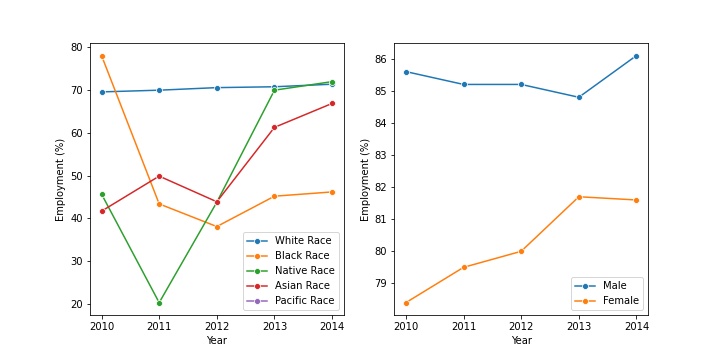 80
70
60
50
40
30
20
Employment (%)
2010 2011 2012 2013 2014
Year
White Race
Black Race
Native Race
Asian Race
Pacific Race
86
85
84
83
82
81
80
79
Employment (%)
2010 2011 2012 2013 2014
Year
Male
Female